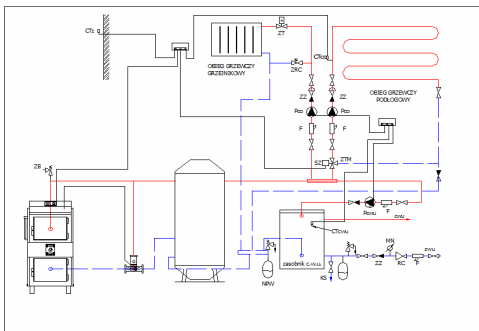 CTz
ZT
OBIEG GRZEWCZY
GRZEJNIKOWY
ZRC
CTco
ZZ
ZZ
OBIEG GRZEWCZY
PODŁOGOWY
Pco
Pco
F
F
SZ
ZTM
ZB
Pcwu
F
cwu
CTcwu
MN
zwu
zasobnik c.w.u.
NPW
KS
ZZ
RC
F